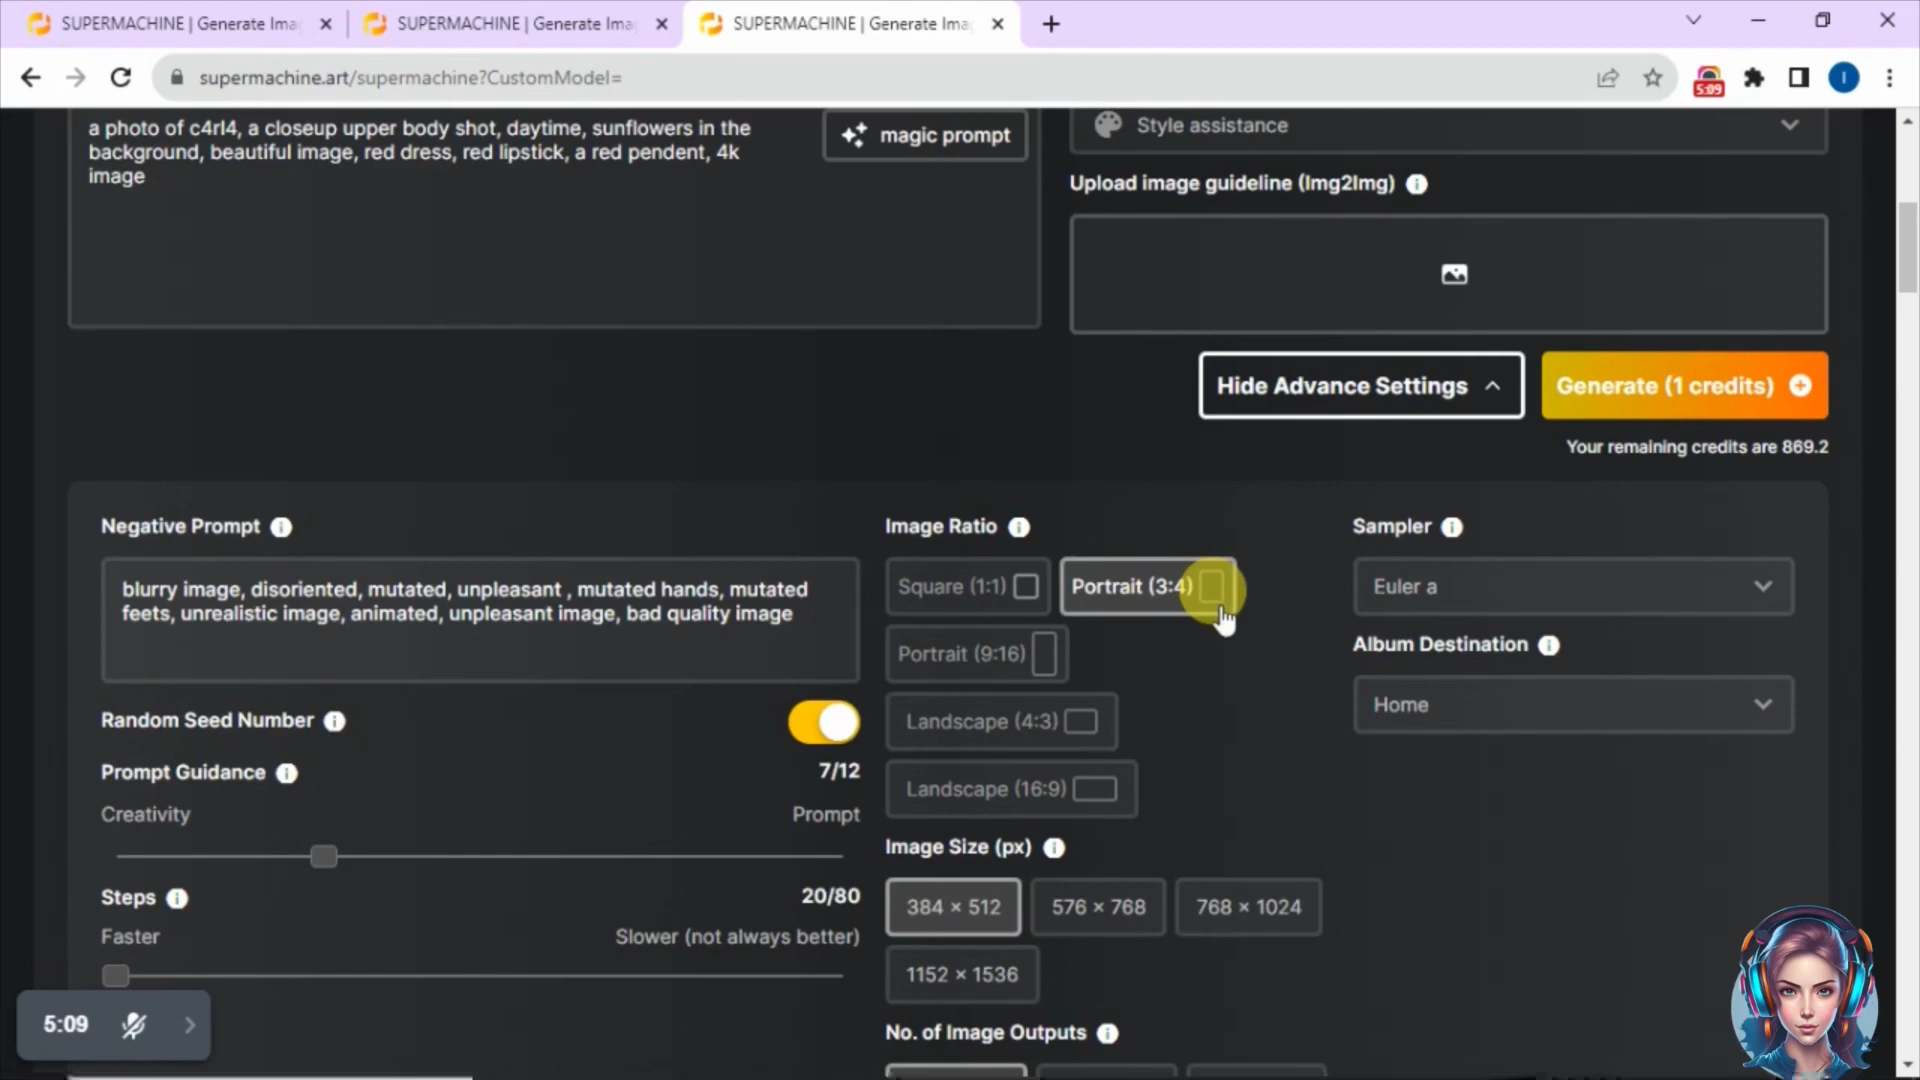 SUPERMACHINE | Generate Ima
SUPERMACHINE | Generate Ima
SUPERMACHINE | Generate Ima
supermachine.art/supermachine?CustomModel=
5:09
I
a photo of c4rl4, a closeup upper body shot, daytime, sunflowers in the
background, beautiful image, red dress, red lipstick, a red pendent, 4k
image
magic prompt
Style assistance
Upload image guideline (Img2Img)
Hide Advance Settings
Generate (1 credits)
Your remaining credits are 869.2
Negative Prompt
blurry image, disoriented, mutated, unpleasant , mutated hands, mutated
feets, unrealistic image, animated, unpleasant image, bad quality image
Random Seed Number
Prompt Guidance
7/12
Creativity
Prompt
Steps
20/80
Faster
Slower (not always better)
Image Ratio
Square (1:1)
Portrait (3:4)
Portrait (9:16)
Landscape (4:3)
Landscape (16:9)
Image Size (px)
384 × 512
576 × 768
768 × 1024
1152 × 1536
No. of Image Outputs
Sampler
Euler a
Album Destination
Home
5:09